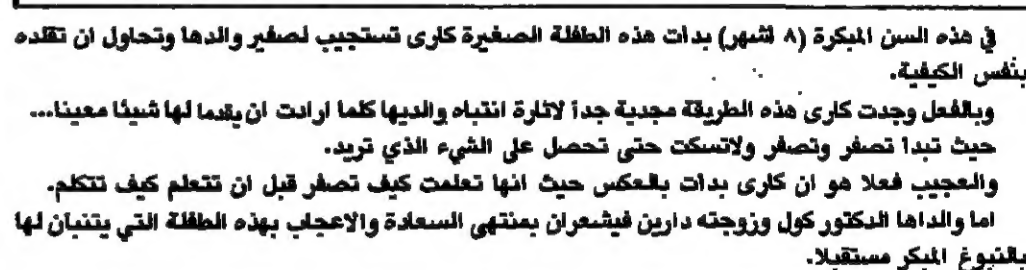 في هذه السن المبكرة (٨ اشهر) بدات هذه الطفلة الصغيرة كارى تستجيب لصفير والدها وتحاول ان تقلده
بنفس الكيفية.
وبالفعل وجدت كارى هذه الطريقة مجدية جداً لاثارة انتباه والديها كلما ارادت ان يقدما لها شيئا معينا...
حيث تبدا تصفر وتصفر ولاتسكت حتى تحصل على الشيء الذي تريد.
والعجيب فعلا هو ان كارى بدات بالعكس حيث انها تعلمت كيف تصفر قبل ان تتعلم كيف تتكلم.
اما والداها الدكتور كول وزوجته دارين فيشعران بمنتهي السعادة والاعجاب بهذه الطفلة التي يتنبان لها
بالنبوغ المبكر مستقبلا.